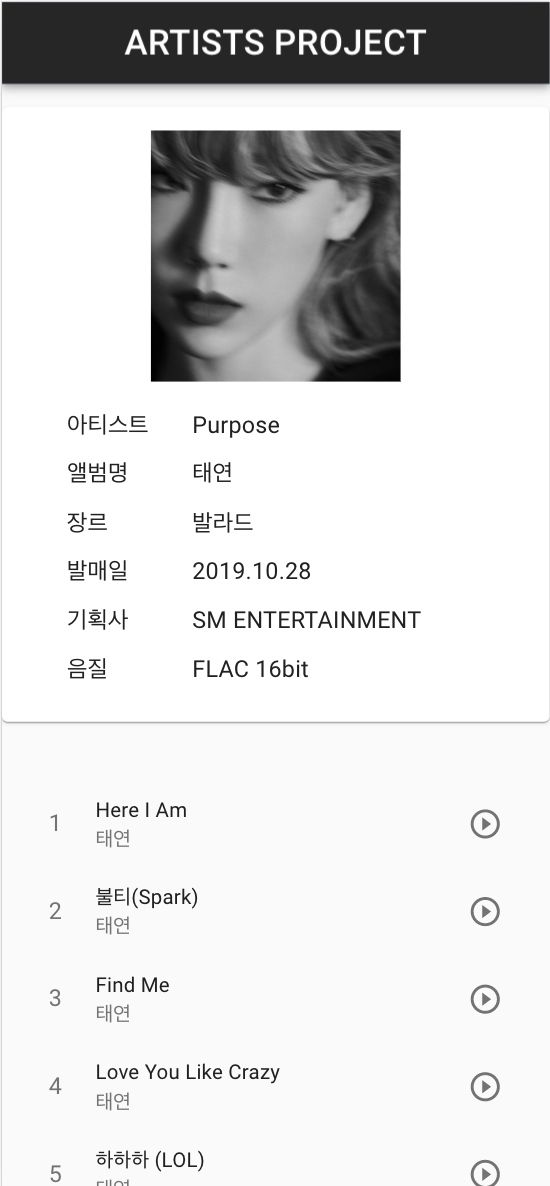 ARTISTS PROJECT
아티스트 Purpose
앨범명 태연
장르 발라드
발매일 2019.10.28
기획사 SM ENTERTAINMENT
음질 FLAC 16bit
1 Here I Am
태연
2 불티(Spark)
태연
3 Find Me
태연
4 Love You Like Crazy
태연
5 하하하 (LOL)